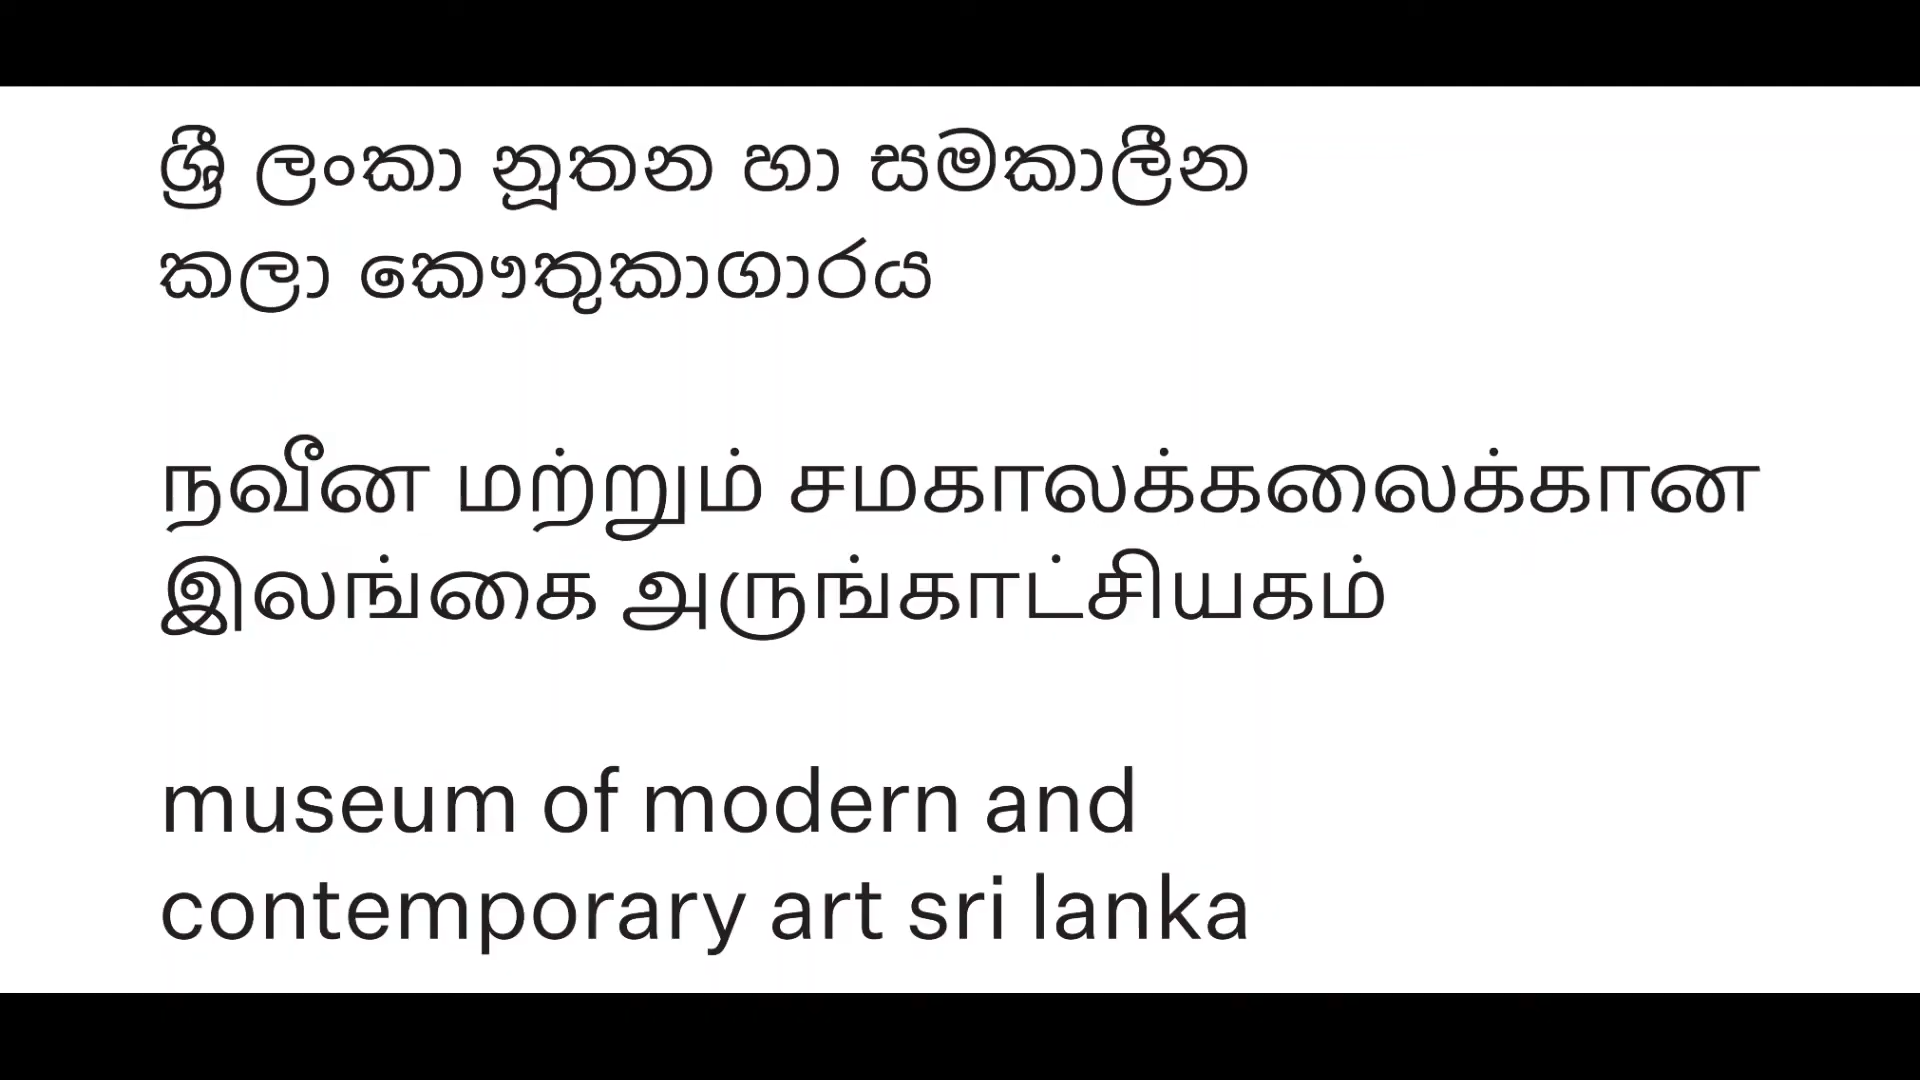 ශ්‍රී ලංකා නූතන හා සමකාලීන
කලා කෞතුකාගාරය
நவீன மற்றும் சமகாலக்கலைக்கான
இலங்கை அருங்காட்சியகம்
museum of modern and
contemporary art sri lanka